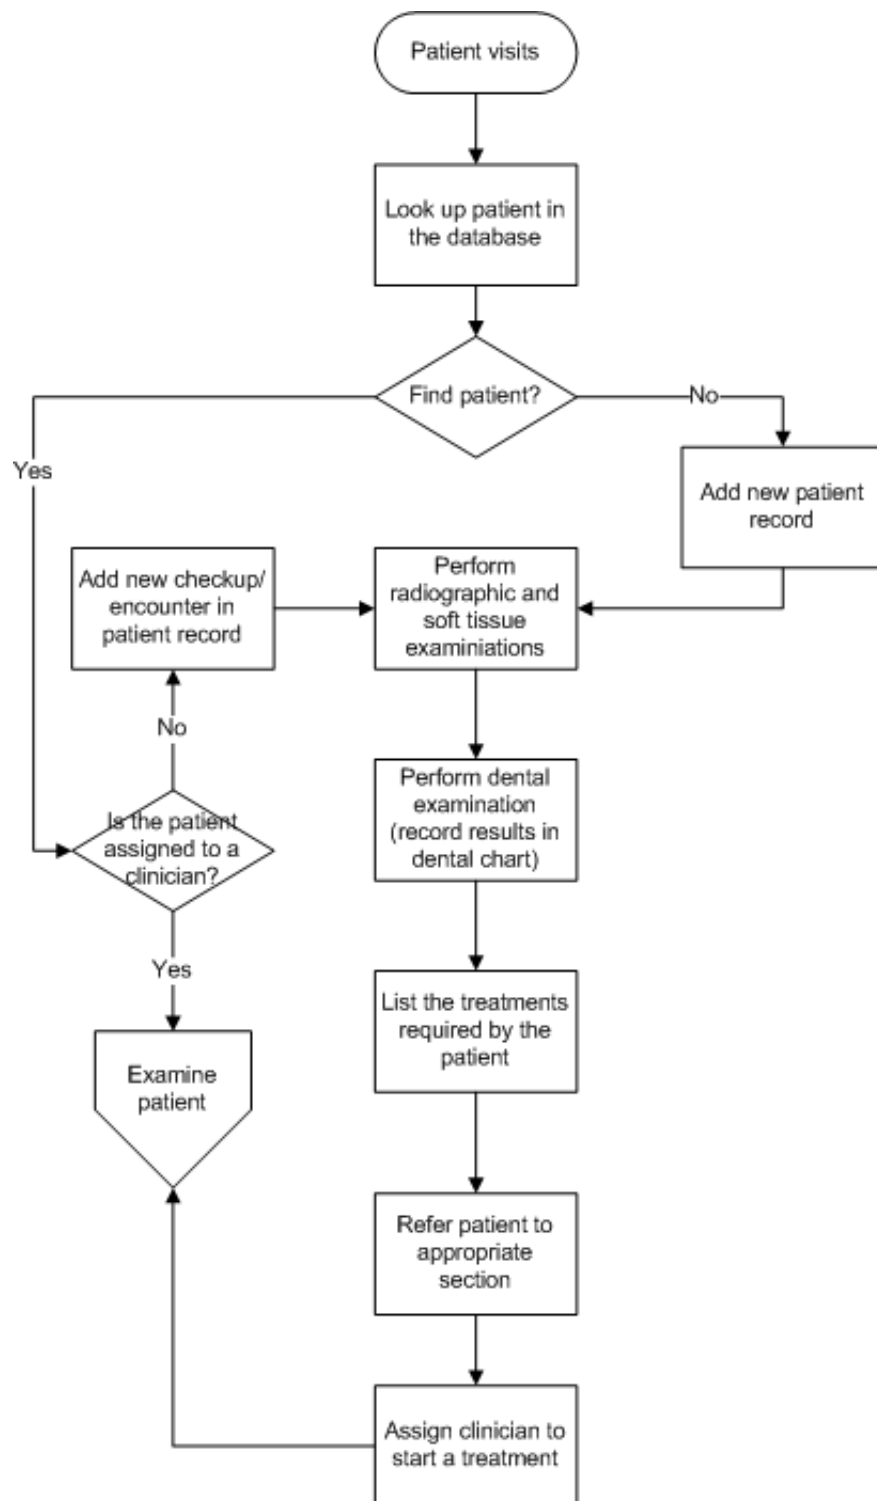 Patient visits
Look up patient in
the database
Find patient?
No
Yes
Add new patient
record
Add new checkup/
encounter in
patient record
Perform
radiographic and
soft tissue
examiniations
No
Is the patient
assigned to a
clinician?
Perform dental
examination
(record results in
dental chart)
Yes
List the treatments
required by the
patient
Examine
patient
Refer patient to
appropriate
section
Assign clinician to
start a treatment